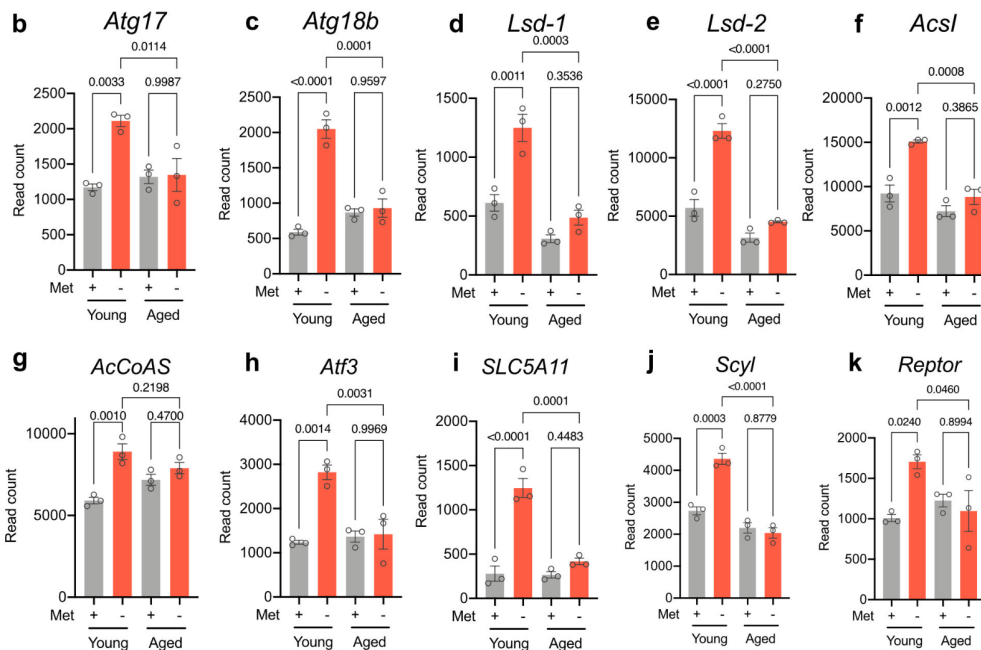 b Atg17
0.0114
0.0033 0.9987
2500
2000
1500
1000
500
0
Read count
Met + - + -
Young Aged
c Atg18b
0.0001
<0.0001 0.9597
2500
2000
1500
1000
500
0
Read count
Met + - + -
Young Aged
d Lsd-1
0.0003
0.0011 0.3536
1500
1000
500
0
Read count
Met + - + -
Young Aged
e Lsd-2
<0.0001
<0.0001 0.2750
15000
10000
5000
0
Read count
Met + - + -
Young Aged
f Acsl
0.0008
0.0012 0.3865
20000
15000
10000
5000
0
Read count
Met + - + -
Young Aged
g AcCoAS
0.2198
0.0010 0.4700
10000
5000
0
Read count
Met + - + -
Young Aged
h Atf3
0.0031
0.0014 0.9969
4000
3000
2000
1000
0
Read count
Met + - + -
Young Aged
i SLC5A11
0.0001
<0.0001 0.4483
2000
1500
1000
500
0
Read count
Met + - + -
Young Aged
j Scyl
<0.0001
0.0003 0.8779
5000
4000
3000
2000
1000
0
Read count
Met + - + -
Young Aged
k Reptor
0.0460
0.0240 0.8994
2000
1500
1000
500
0
Read count
Met + - + -
Young Aged